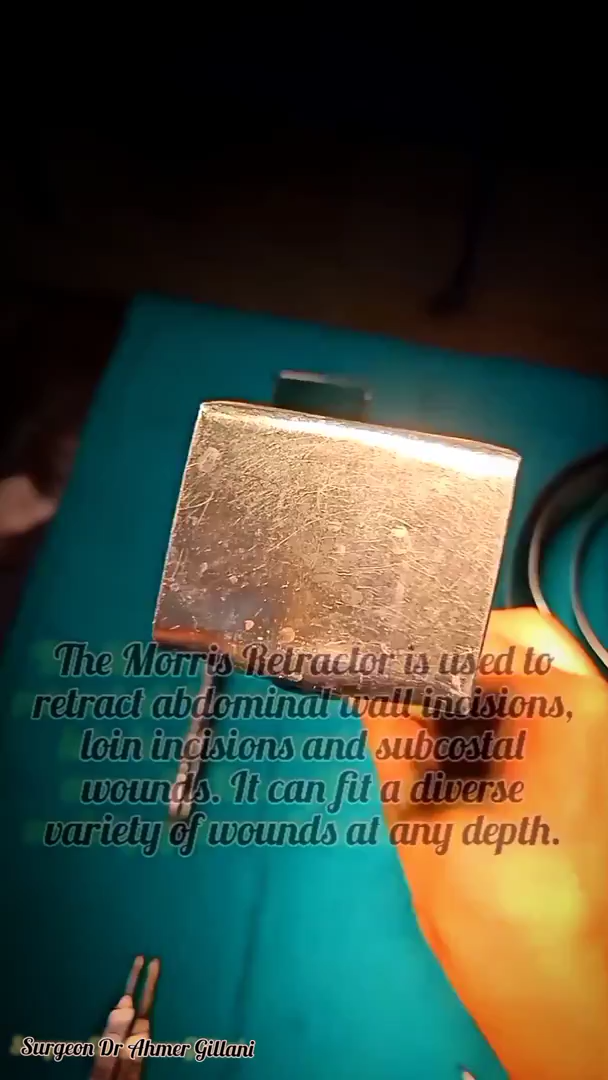 The Morris Retractor is used to
retract abdominal wall incisions,
loin incisions and subcostal
wounds. It can fit a diverse
variety of wounds at any depth.
Surgeon Dr Ahmer Gillani